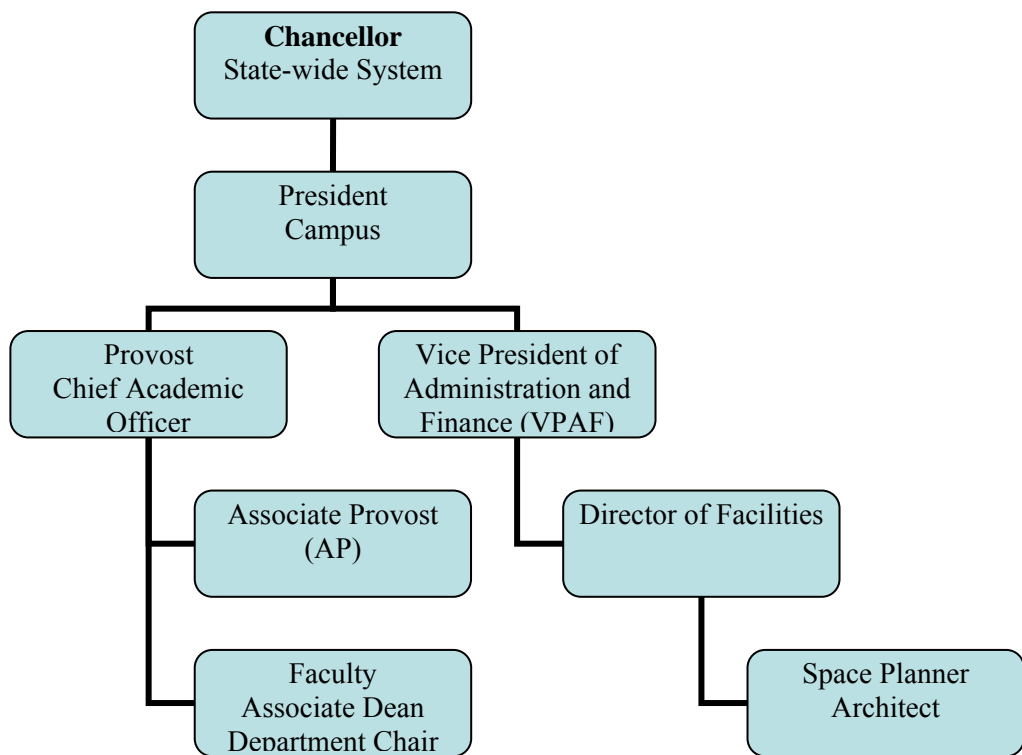 Chancellor
State-wide System
President
Campus
Provost
Chief Academic
Officer
Vice President of
Administration and
Finance (VPAF)
Associate Provost
(AP)
Director of Facilities
Faculty
Associate Dean
Department Chair
Space Planner
Architect